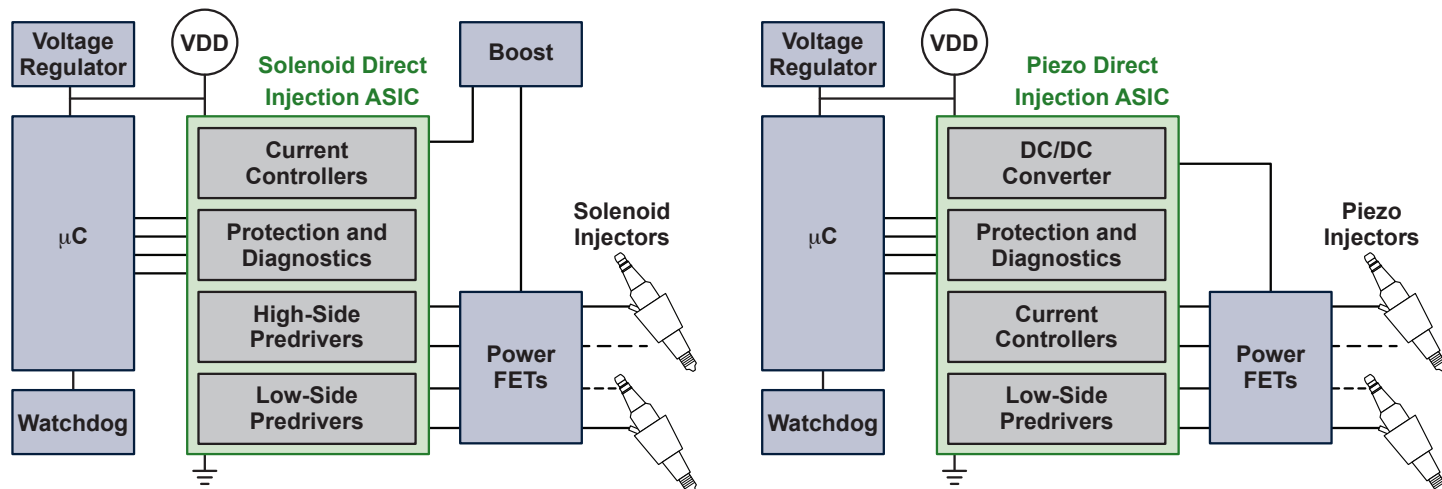 Voltage
Regulator
VDD
Solenoid Direct
Injection ASIC
Boost
μC
Current
Controllers
Protection and
Diagnostics
High-Side
Predrivers
Low-Side
Predrivers
Watchdog
Solenoid
Injectors
Power
FETs
Voltage
Regulator
VDD
Piezo Direct
Injection ASIC
μC
DC/DC
Converter
Protection and
Diagnostics
Current
Controllers
Low-Side
Predrivers
Watchdog
Piezo
Injectors
Power
FETs